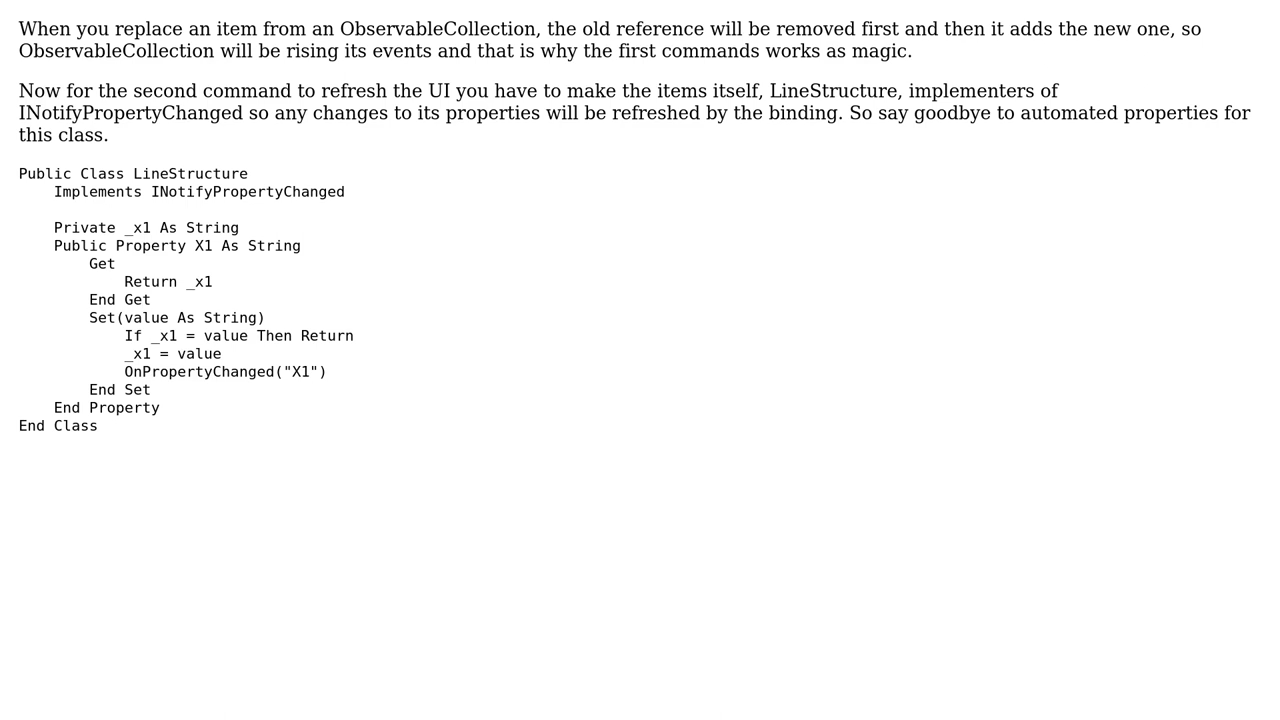 When you replace an item from an ObservableCollection, the old reference will be removed first and then it adds the new one, so
ObservableCollection will be rising its events and that is why the first commands works as magic.
Now for the second command to refresh the UI you have to make the items itself, LineStructure, implementers of
INotifyPropertyChanged so any changes to its properties will be refreshed by the binding. So say goodbye to automated properties for
this class.
Public Class LineStructure
    Implements INotifyPropertyChanged

    Private _x1 As String
    Public Property X1 As String
        Get
            Return _x1
        End Get
        Set(value As String)
            If _x1 = value Then Return
            _x1 = value
            OnPropertyChanged("X1")
        End Set
    End Property
End Class